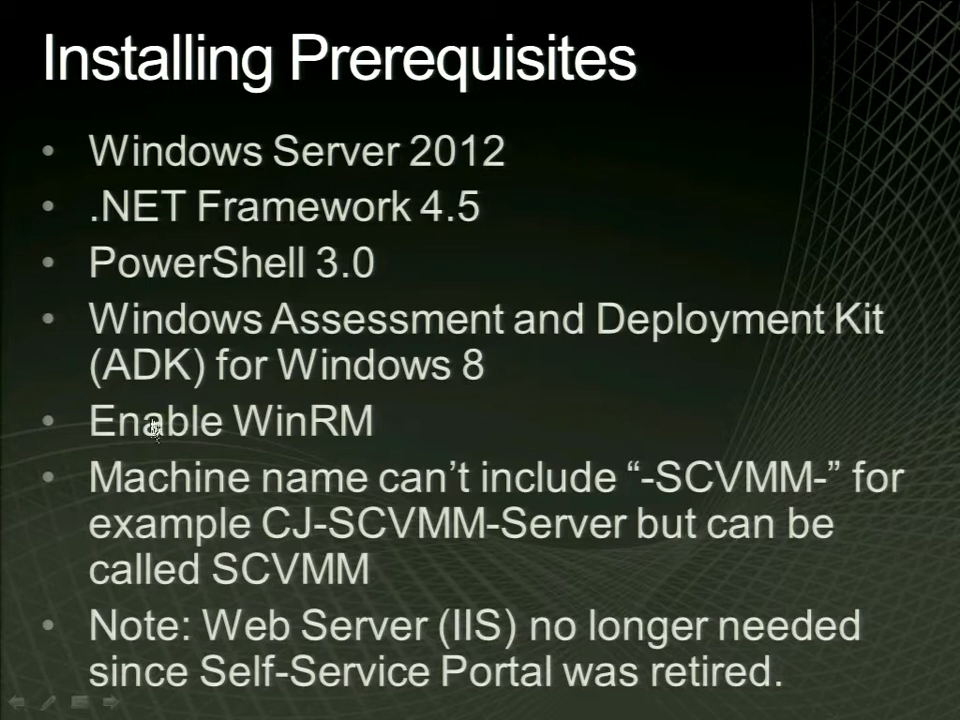 Installing Prerequisites
• Windows Server 2012
• .NET Framework 4.5
• PowerShell 3.0
• Windows Assessment and Deployment Kit
(ADK) for Windows 8
• Enable WinRM
• Machine name can’t include “-SCVMM-” for
example CJ-SCVMM-Server but can be
called SCVMM
• Note: Web Server (IIS) no longer needed
since Self-Service Portal was retired.